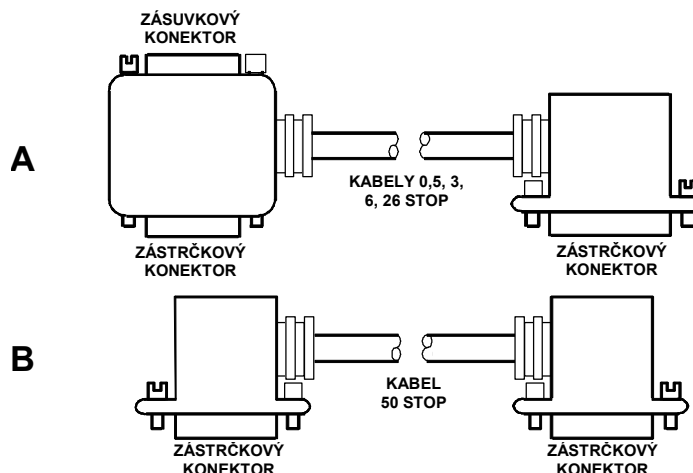 ZÁSUVKOVÝ
KONEKTOR
A
KABELY 0,5, 3,
6, 26 STOP
ZÁSTRČKOVÝ
KONEKTOR
ZÁSTRČKOVÝ
KONEKTOR
B
KABEL
50 STOP
ZÁSTRČKOVÝ
KONEKTOR
ZÁSTRČKOVÝ
KONEKTOR